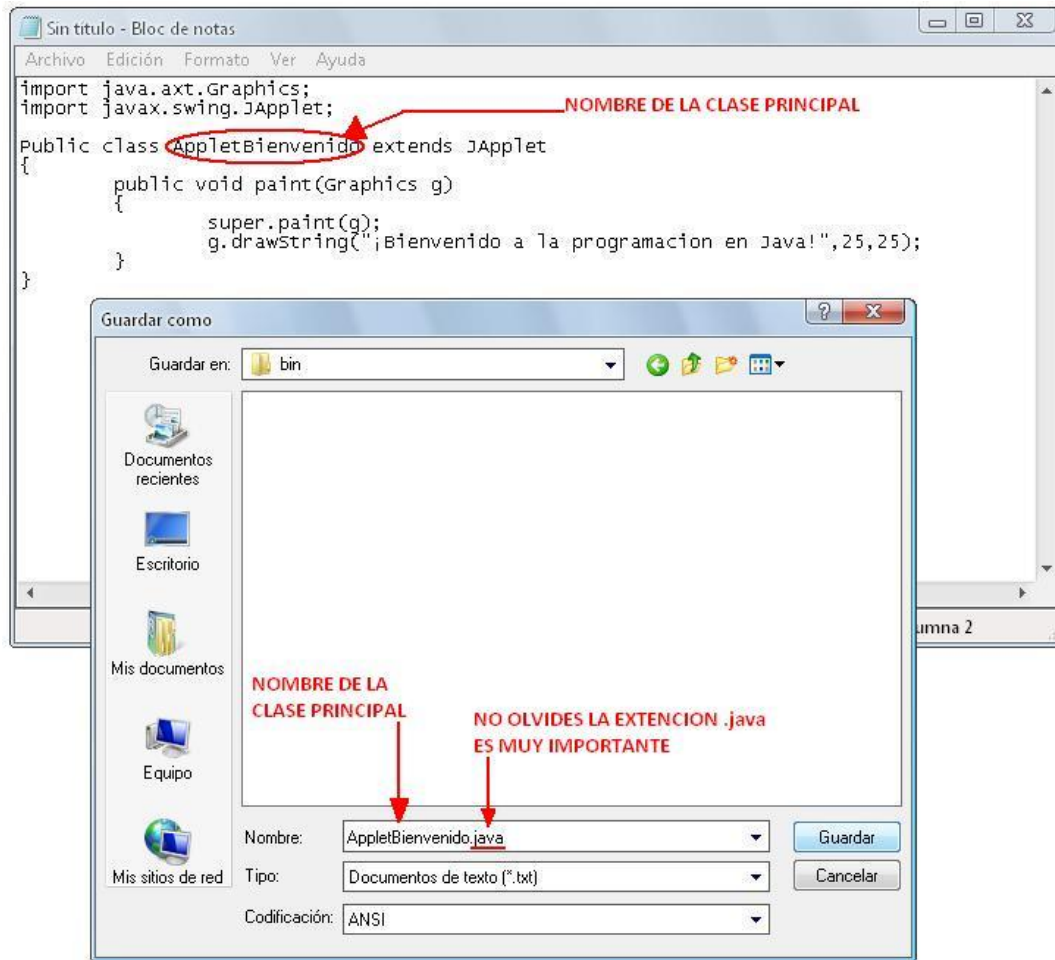 Sin título - Bloc de notas
Archivo Edición Formato Ver Ayuda
import java.axt.Graphics;
import javax.swing.JApplet;
NOMBRE DE LA CLASE PRINCIPAL
Public class AppletBienvenido extends JApplet
{
public void paint(Graphics g)
{
super.paint(g);
g.drawString("¡Bienvenido a la programacion en Java!",25,25);
}
}
Guardar como
Guardar en: bin
Documentos
recientes
Escritorio
Mis documentos
Equipo
Mis sitios de red
umna 2
NOMBRE DE LA
CLASE PRINCIPAL
NO OLVIDES LA EXTENCION .java
ES MUY IMPORTANTE
Nombre: AppletBienvenido.java Guardar
Tipo: Documentos de texto (*.txt) Cancelar
Codificación: ANSI